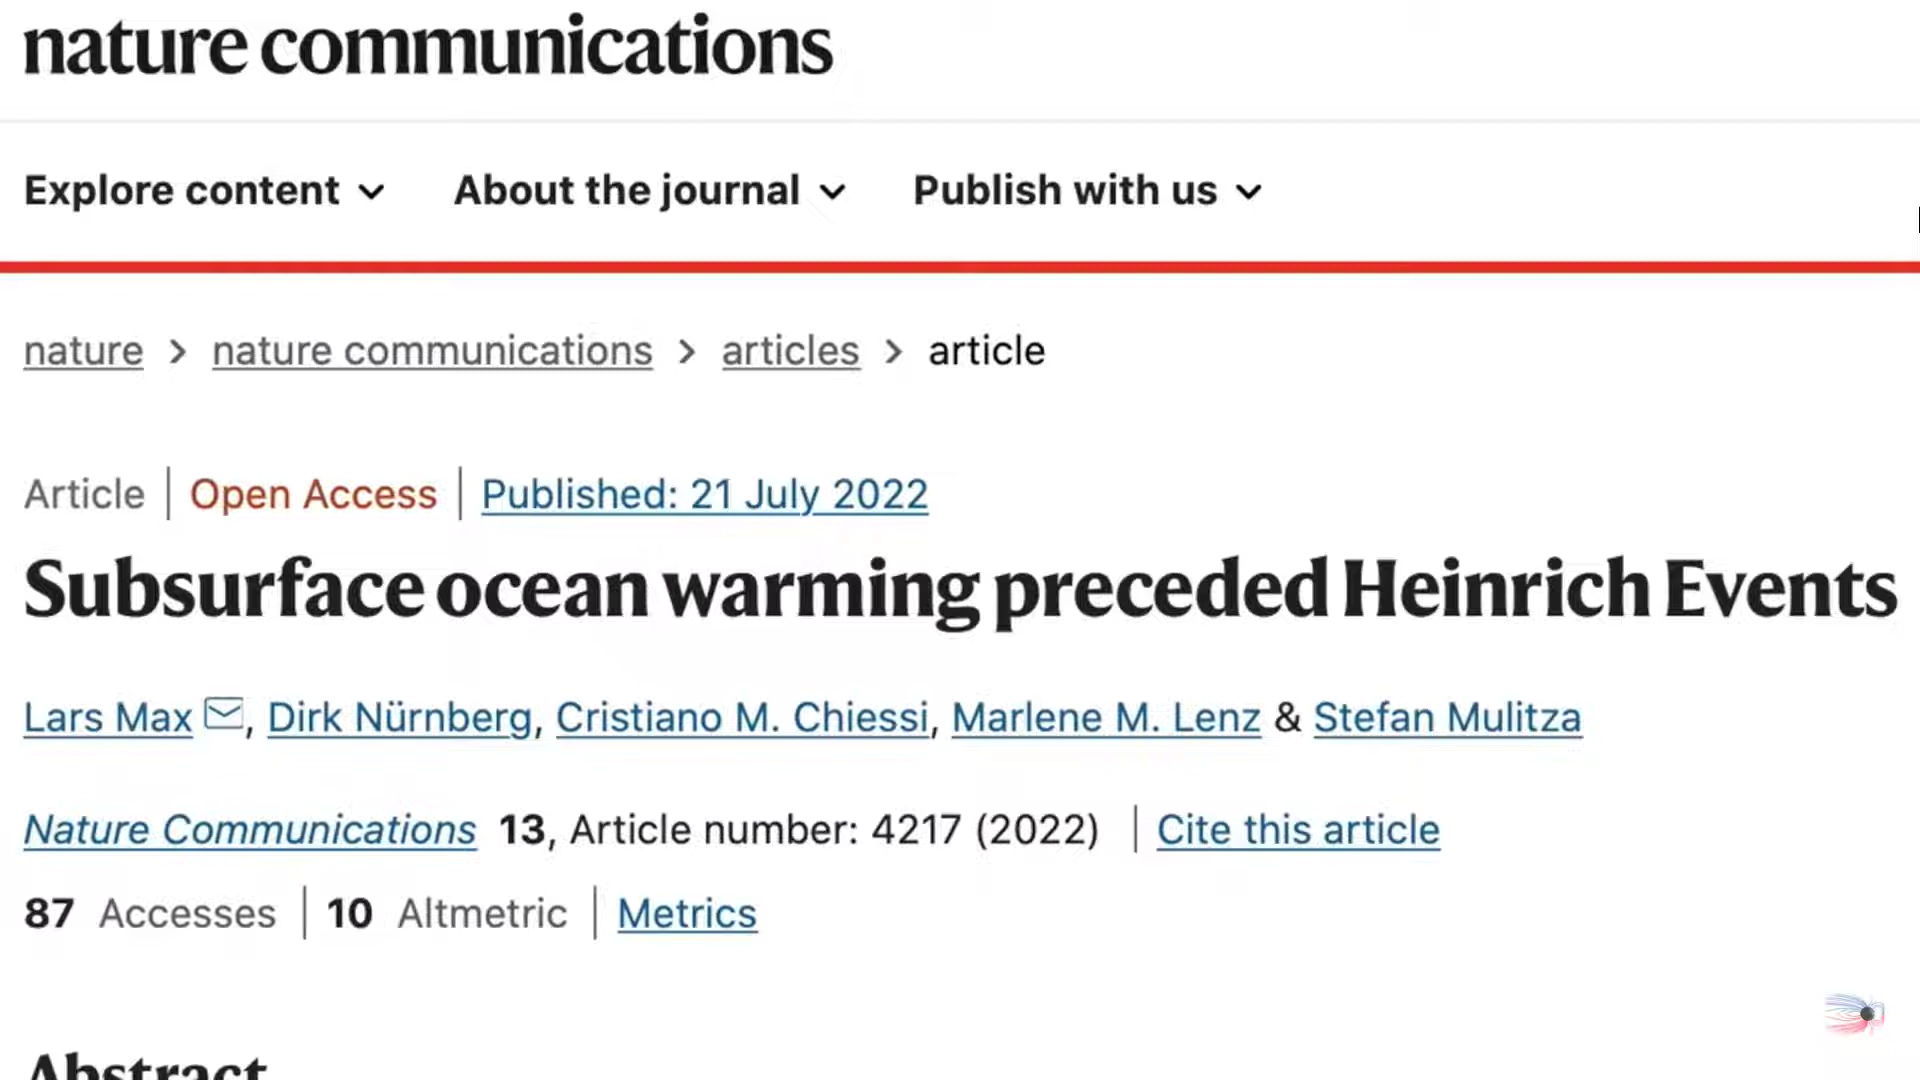 nature communications
Explore content About the journal Publish with us
nature > nature communications > articles > article
Article | Open Access | Published: 21 July 2022
Subsurface ocean warming preceded Heinrich Events
Lars Max, Dirk Nürnberg, Cristiano M. Chiessi, Marlene M. Lenz & Stefan Mulitza
Nature Communications 13, Article number: 4217 (2022) | Cite this article
87 Accesses | 10 Altmetric | Metrics
Abstract